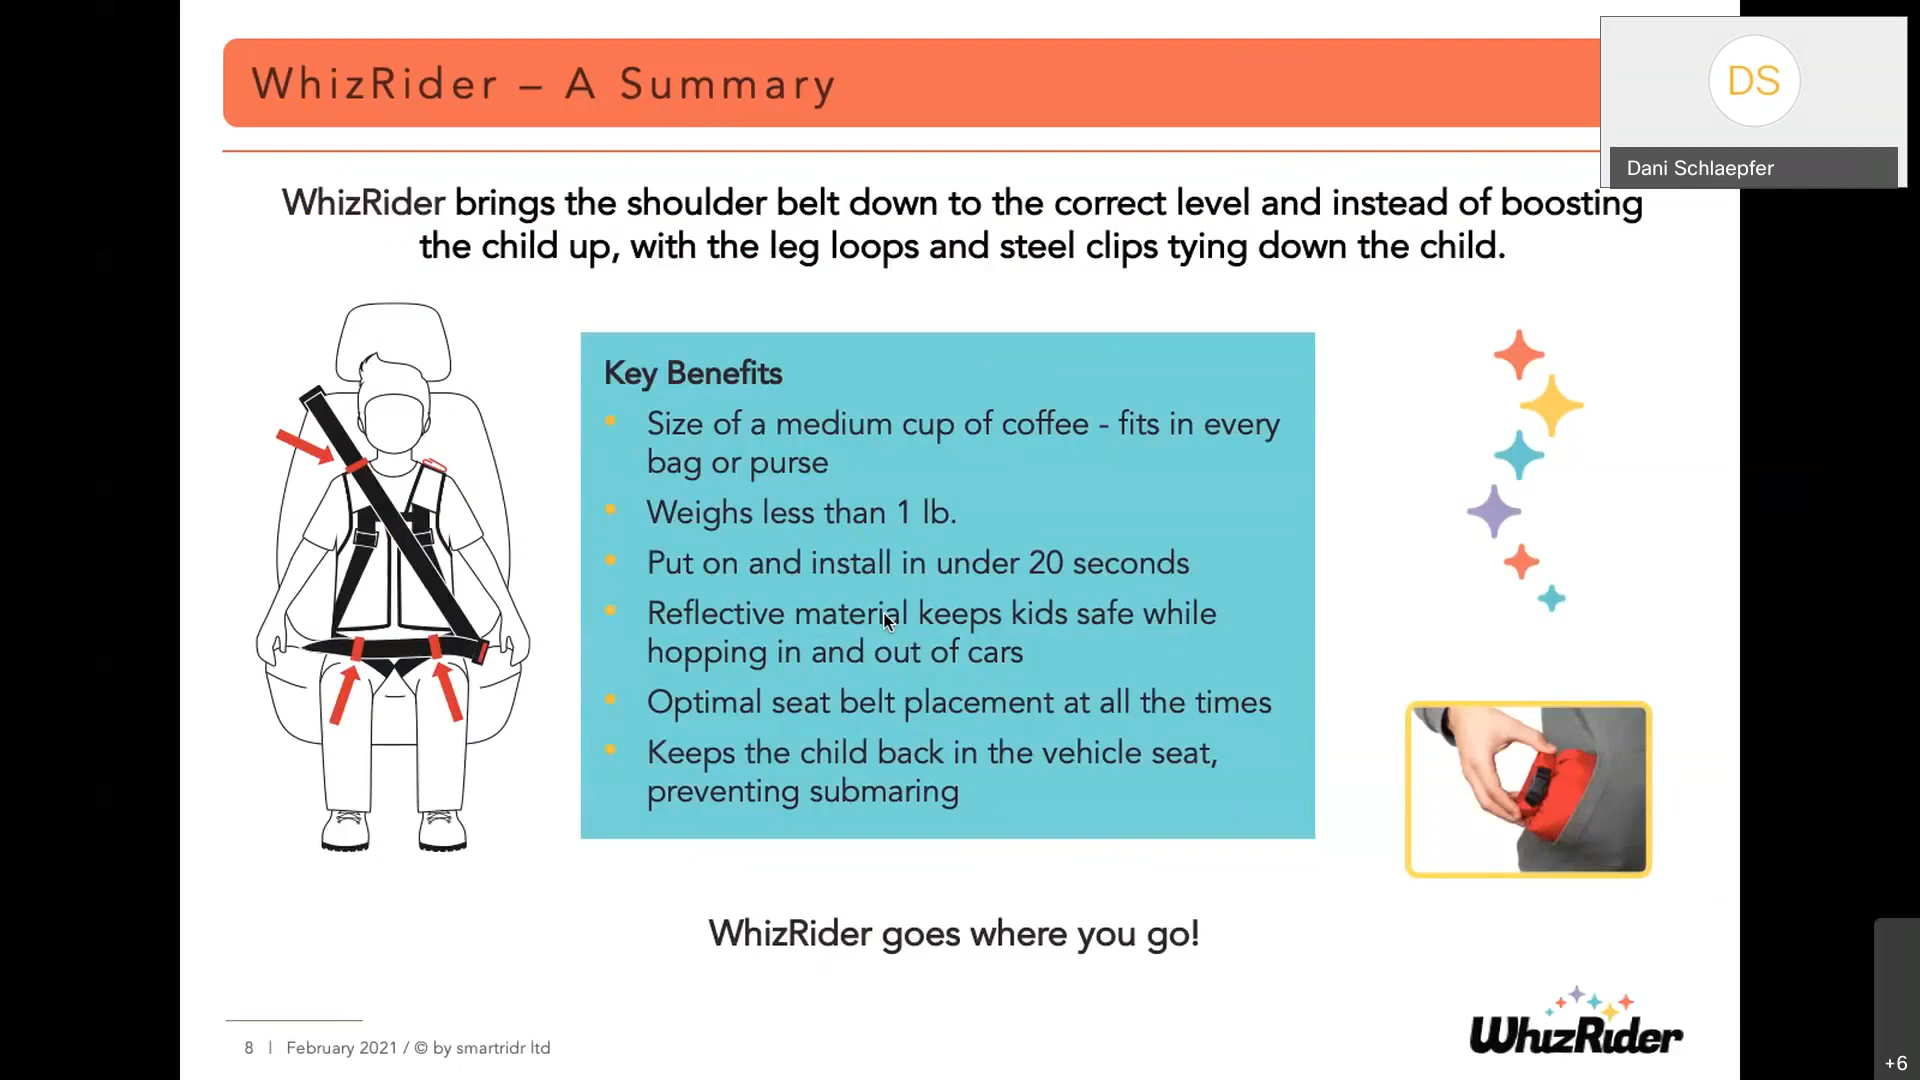 WhizRider – A Summary
DS
Dani Schlaepfer
WhizRider brings the shoulder belt down to the correct level and instead of boosting
the child up, with the leg loops and steel clips tying down the child.
Key Benefits
• Size of a medium cup of coffee - fits in every
bag or purse
• Weighs less than 1 lb.
• Put on and install in under 20 seconds
• Reflective material keeps kids safe while
hopping in and out of cars
• Optimal seat belt placement at all the times
• Keeps the child back in the vehicle seat,
preventing submaring
WhizRider goes where you go!
8 | February 2021 / © by smartridr ltd
WhizRider
+6